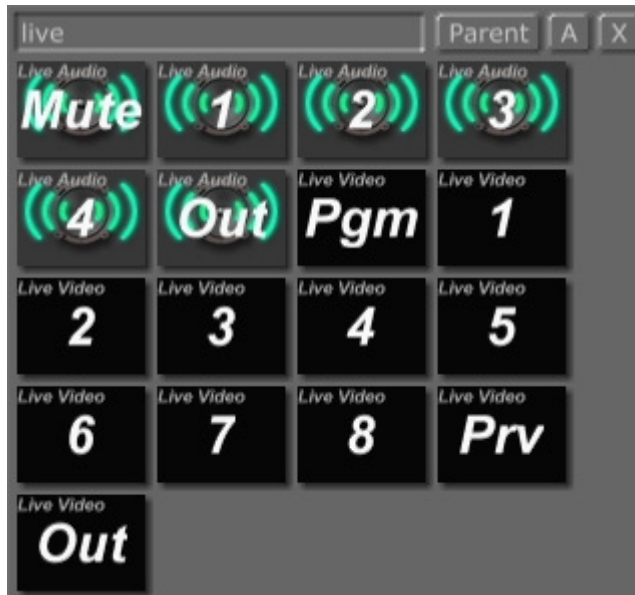 live Parent A X
Live Audio Live Audio Live Audio Live Audio
Mute 1 2 3
Live Audio Live Audio Live Video Live Video
4 Out Pgm 1
Live Video Live Video Live Video Live Video
2 3 4 5
Live Video Live Video Live Video Live Video
6 7 8 Prv
Live Video
Out